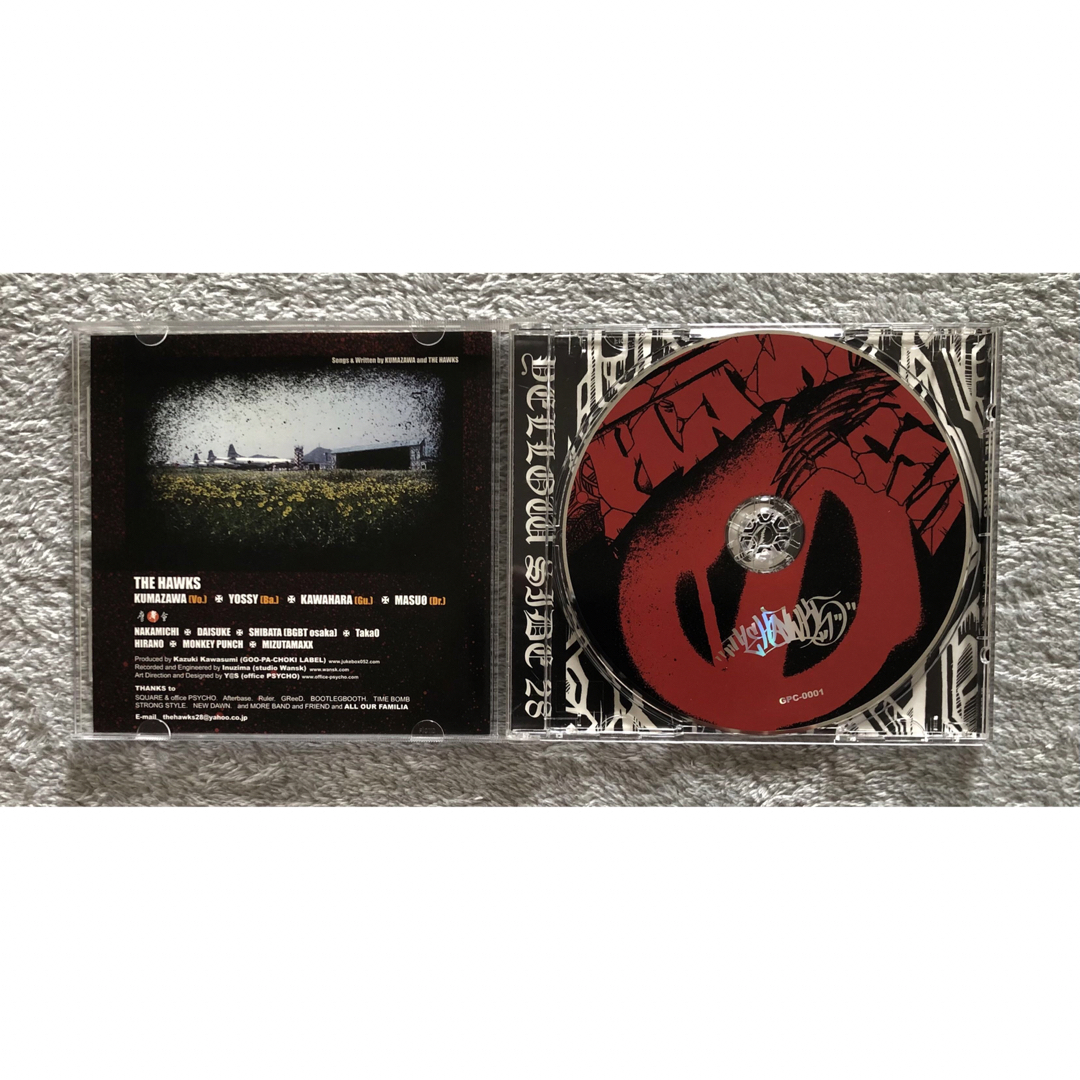 Songs & Written by KUMAZAWA and THE HAWKS
THE HAWKS
KUMAZAWA (Vo.) ✠ YOSSY (Ba.) ✠ KAWAHARA (Gu.) ✠ MASUO (Dr.)
NAKAMICHI ✠ DAISUKE ✠ SHIBATA (BGBT osaka) ✠ TakaO
HIRANO ✠ MONKEY PUNCH ✠ MIZUTAMAXX
Produced by Kazuki Kawasumi (GOO-PA-CHOKI LABEL) www.jukebox052.com
Recorded and Engineered by Inuzima (studio Wansk) www.wansk.com
Art Direction and Designed by Y@S (office PSYCHO) www.office-psycho.com
THANKS to
SQUARE & office PSYCHO. Afterbase. Ruler. GReeD. BOOTLEGBOOTH. TIME BOMB
STRONG STYLE. NEW DAWN. and MORE BAND and FRIEND and ALL OUR FAMILIA
E-mail thehawks28@yahoo.co.jp
YELLOW SIDE 28
GPC-0001